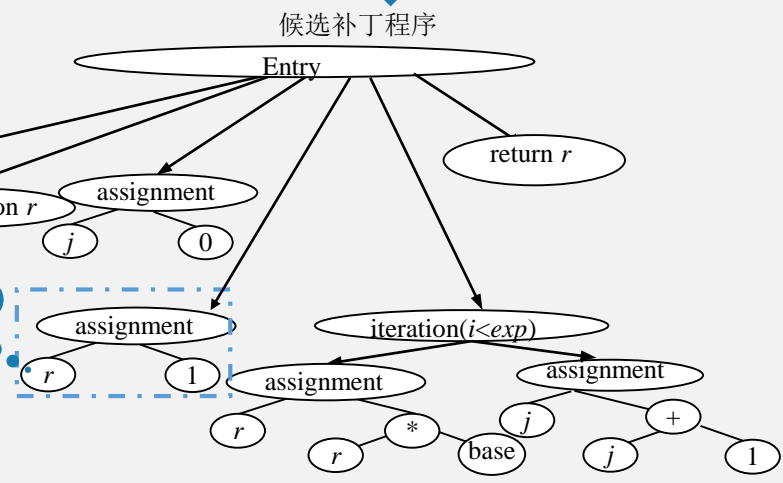 候选补丁程序
Entry
return r
on r
assignment
j
0
assignment
r
1
iteration(i<exp)
assignment
r
*
r
base
assignment
j
+
j
1